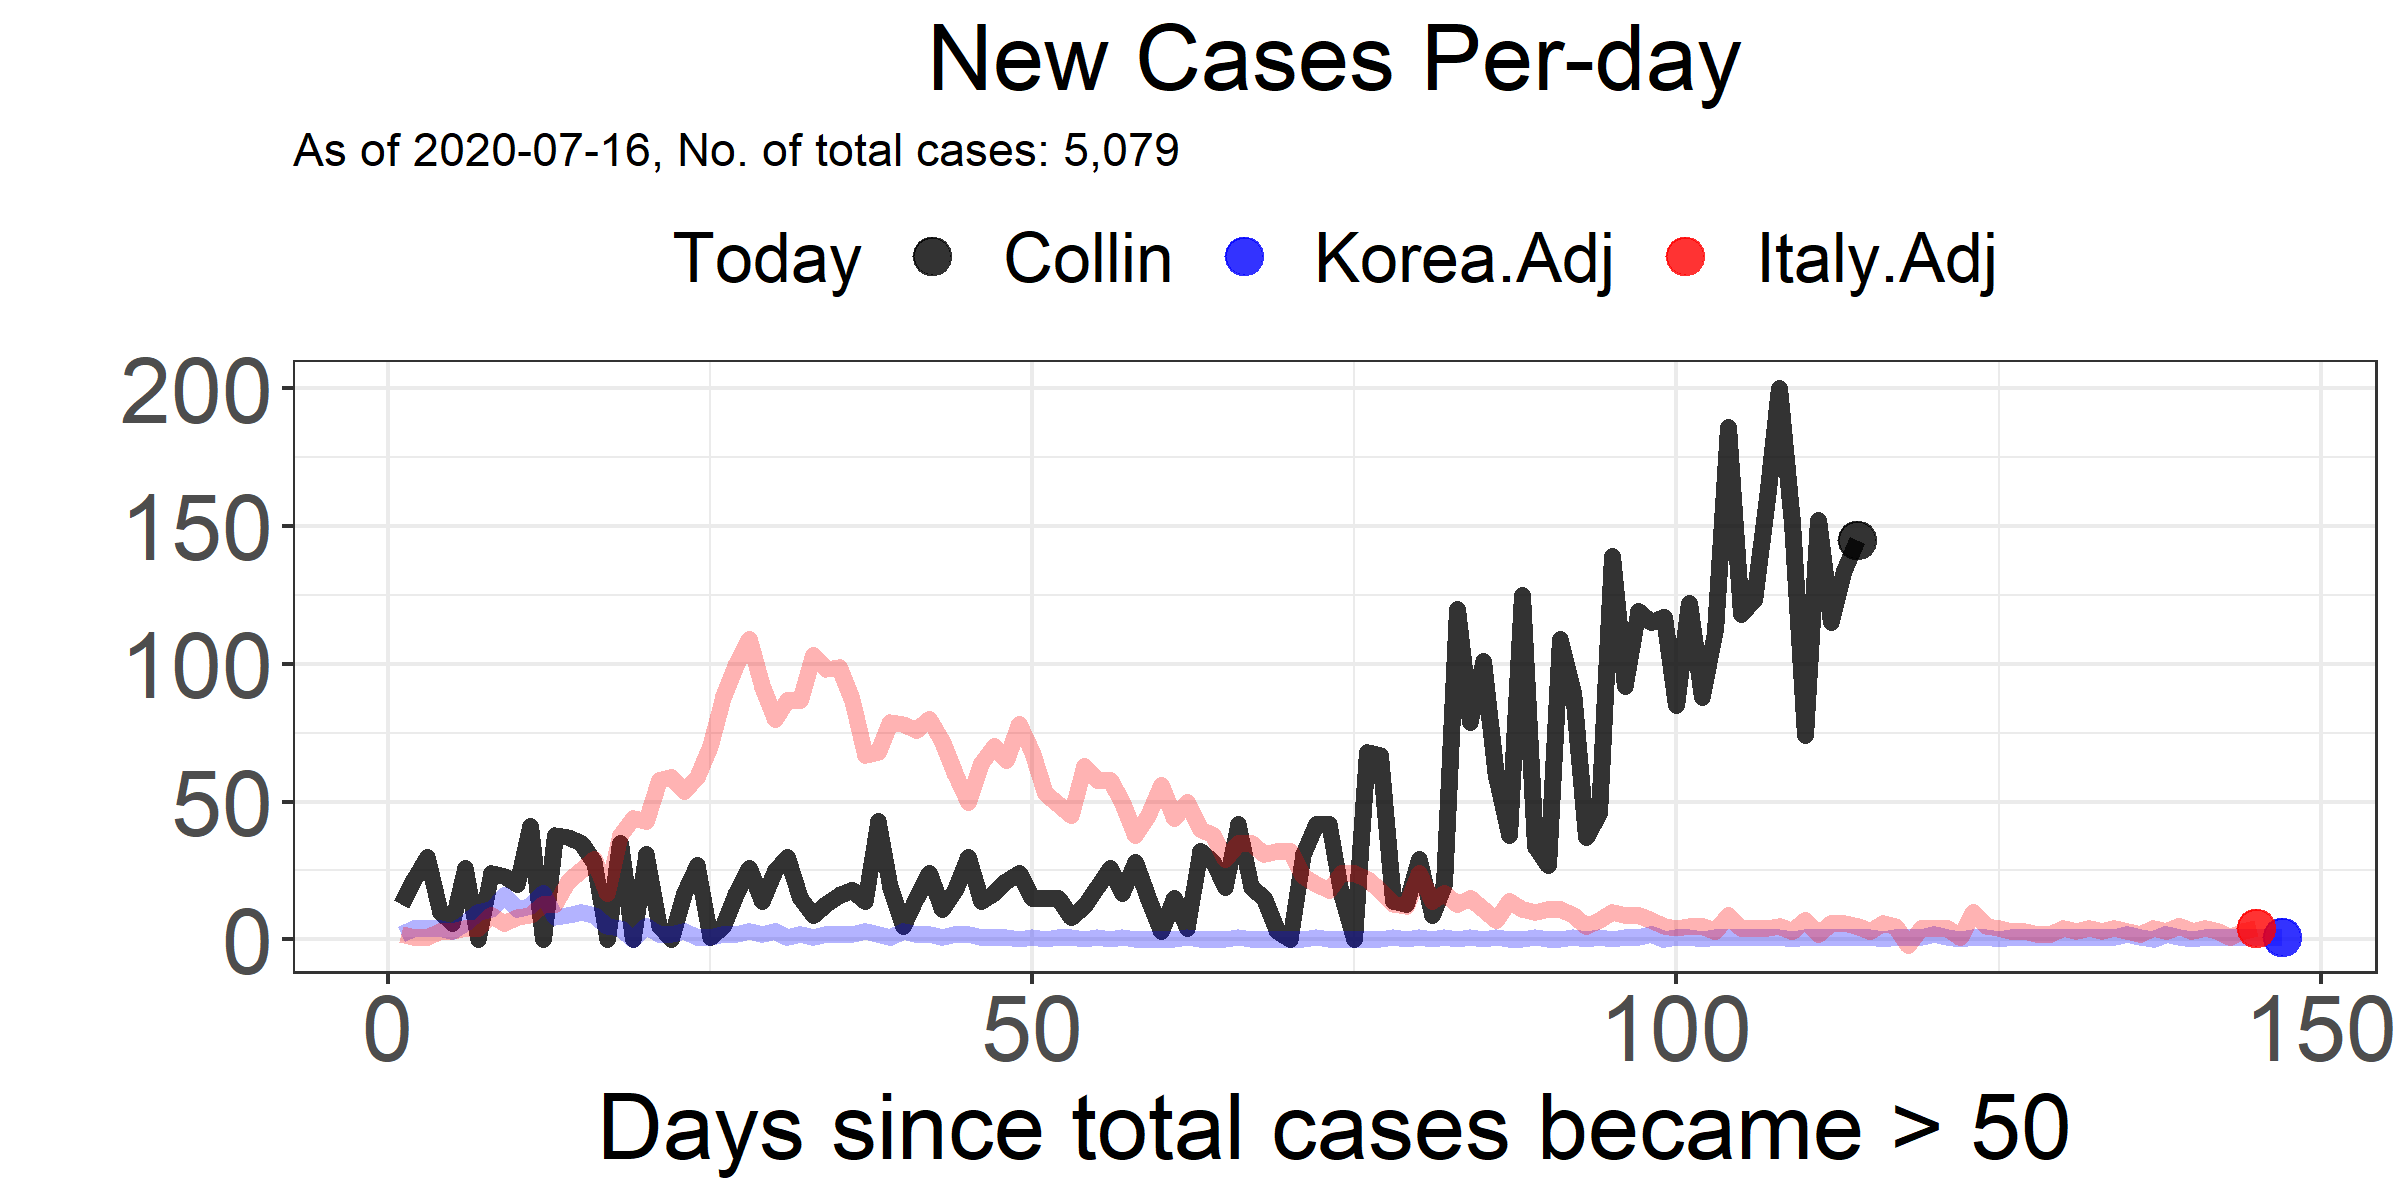 New Cases Per-day
As of 2020-07-16, No. of total cases: 5,079
Today Collin Korea.Adj Italy.Adj
200
150
100
50
0
0 50 100 150
Days since total cases became > 50